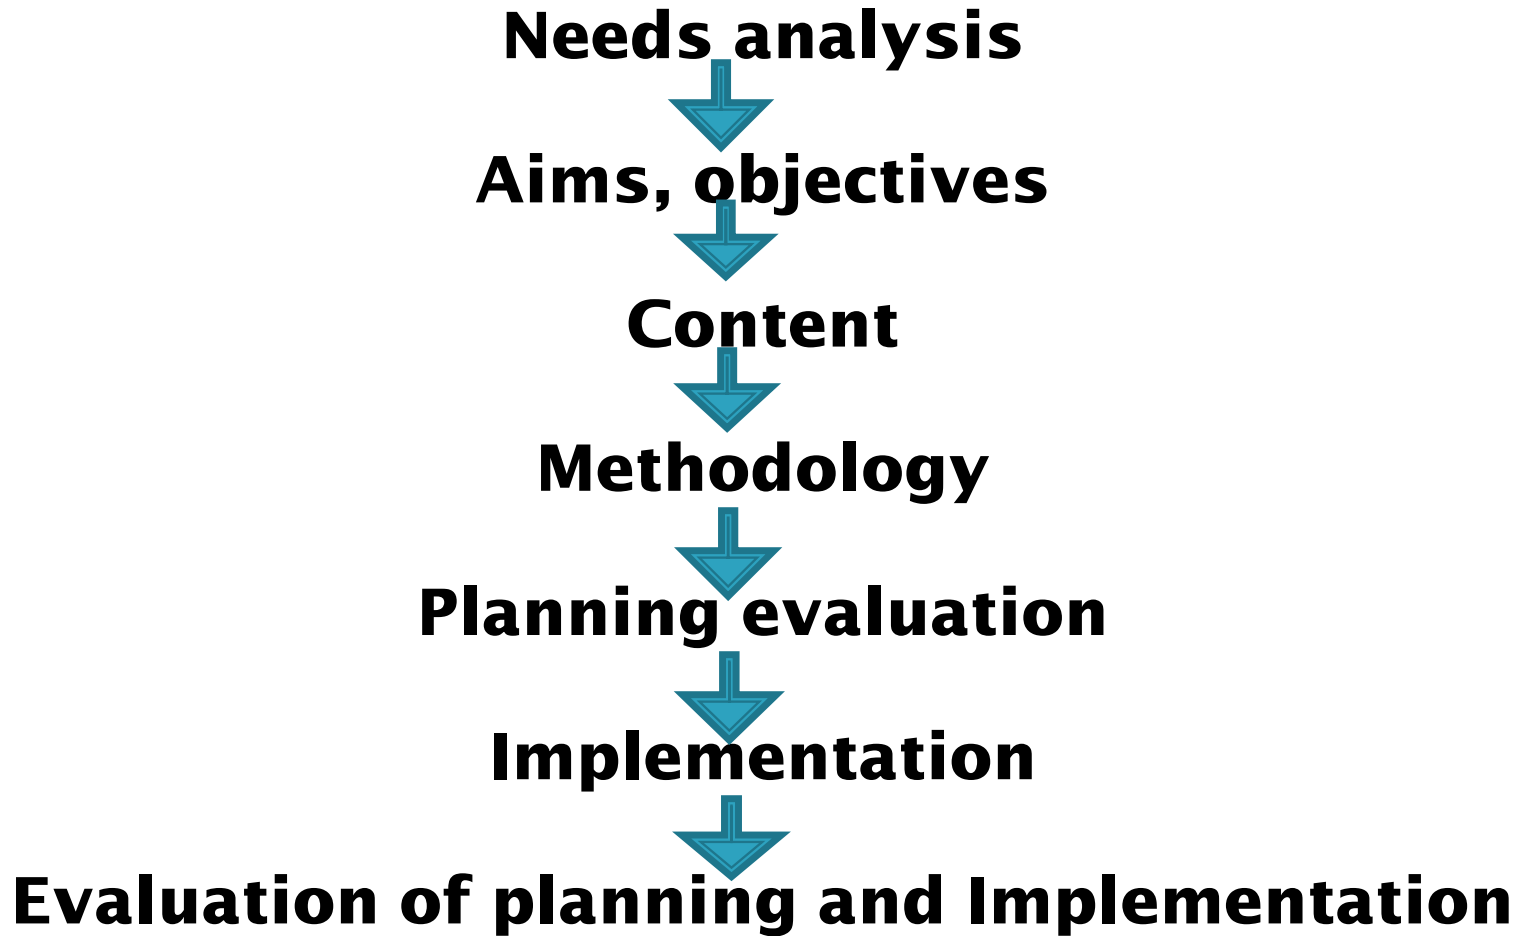 Needs analysis
Aims, objectives
Content
Methodology
Planning evaluation
Implementation
Evaluation of planning and Implementation